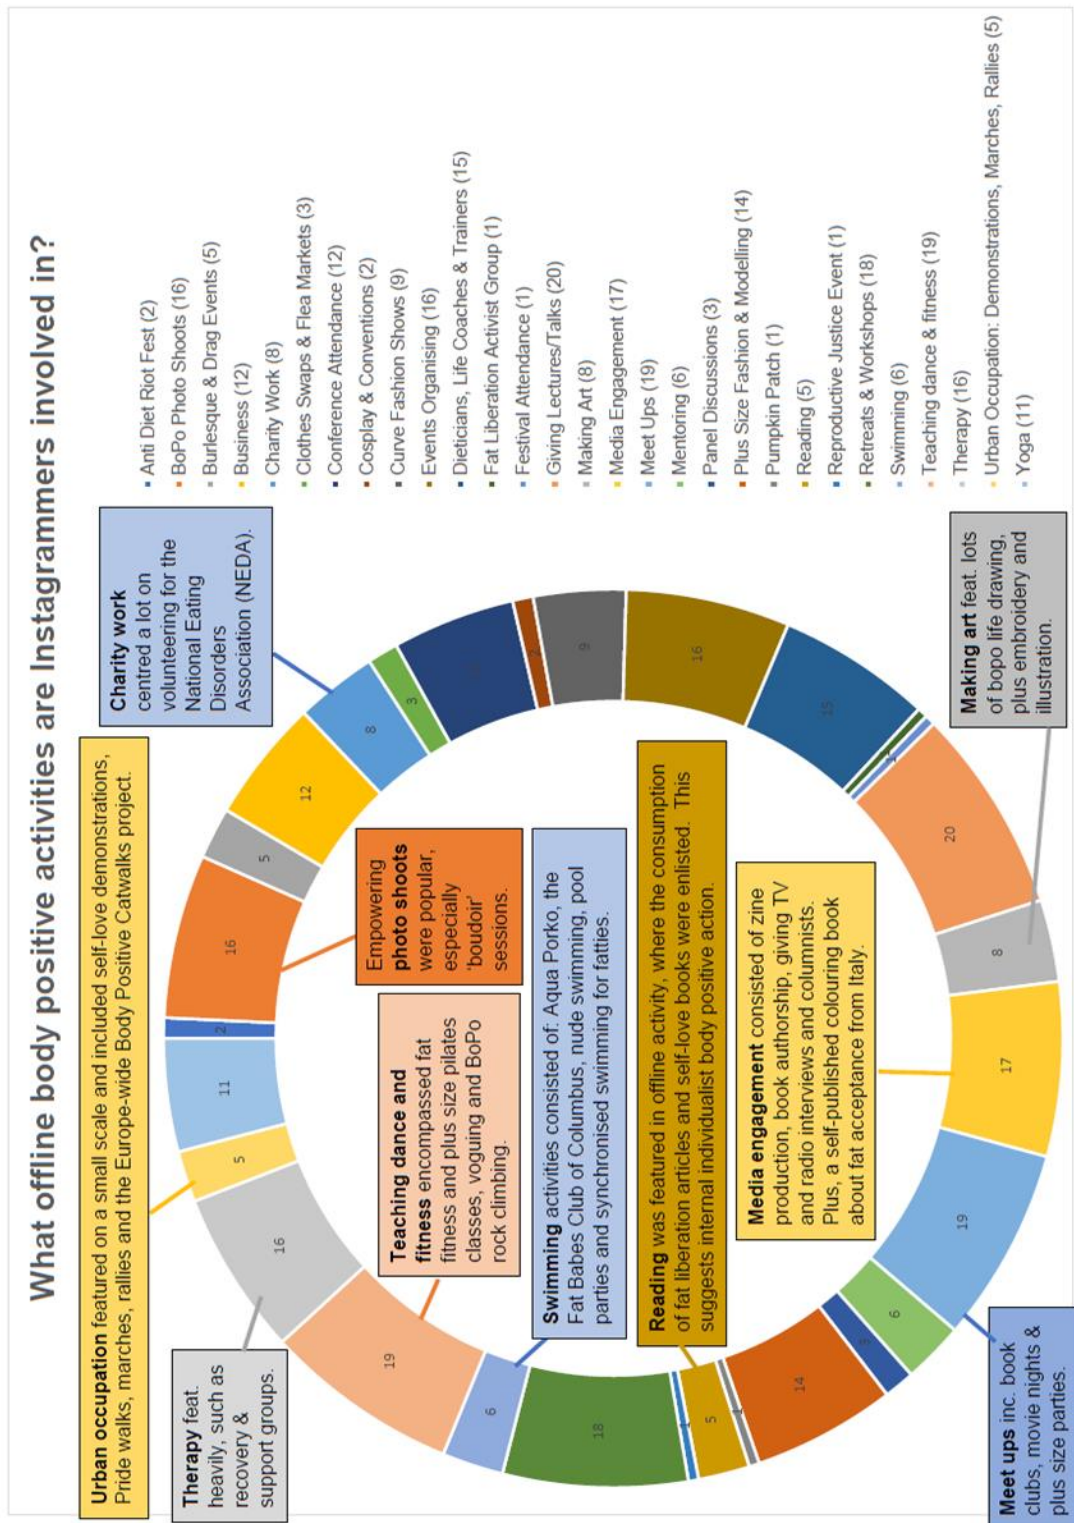 What offline body positive activities are Instagrammers involved in?
Urban occupation featured on a small scale and included self-love demonstrations,
Pride walks, marches, rallies and the Europe-wide Body Positive Catwalks project.
Charity work
centred a lot on
volunteering for the
National Eating
Disorders
Association (NEDA).
Therapy feat.
heavily, such as
recovery &
support groups.
Teaching dance and
fitness encompassed fat
fitness and plus size pilates
classes, voguing and BoPo
rock climbing.
Empowering
photo shoots
were popular,
especially
'boudoir'
sessions.
Swimming activities consisted of: Aqua Porko, the
Fat Babes Club of Columbus, nude swimming, pool
parties and synchronised swimming for fatties.
Reading was featured in offline activity, where the consumption
of fat liberation articles and self-love books were enlisted. This
suggests internal individualist body positive action.
Media engagement consisted of zine
production, book authorship, giving TV
and radio interviews and columnists.
Plus, a self-published colouring book
about fat acceptance from Italy.
Meet ups inc. book
clubs, movie nights &
plus size parties.
Making art feat. lots
of bopo life drawing,
plus embroidery and
illustration.
2
16
5
12
8
3
2
9
16
15
1
20
8
17
19
6
3
14
1
5
1
18
6
19
16
5
11
Anti Diet Riot Fest (2)
BoPo Photo Shoots (16)
Burlesque & Drag Events (5)
Business (12)
Charity Work (8)
Clothes Swaps & Flea Markets (3)
Conference Attendance (12)
Cosplay & Conventions (2)
Curve Fashion Shows (9)
Events Organising (16)
Dieticians, Life Coaches & Trainers (15)
Fat Liberation Activist Group (1)
Festival Attendance (1)
Giving Lectures/Talks (20)
Making Art (8)
Media Engagement (17)
Meet Ups (19)
Mentoring (6)
Panel Discussions (3)
Plus Size Fashion & Modelling (14)
Pumpkin Patch (1)
Reading (5)
Reproductive Justice Event (1)
Retreats & Workshops (18)
Swimming (6)
Teaching dance & fitness (19)
Therapy (16)
Urban Occupation: Demonstrations, Marches, Rallies (5)
Yoga (11)